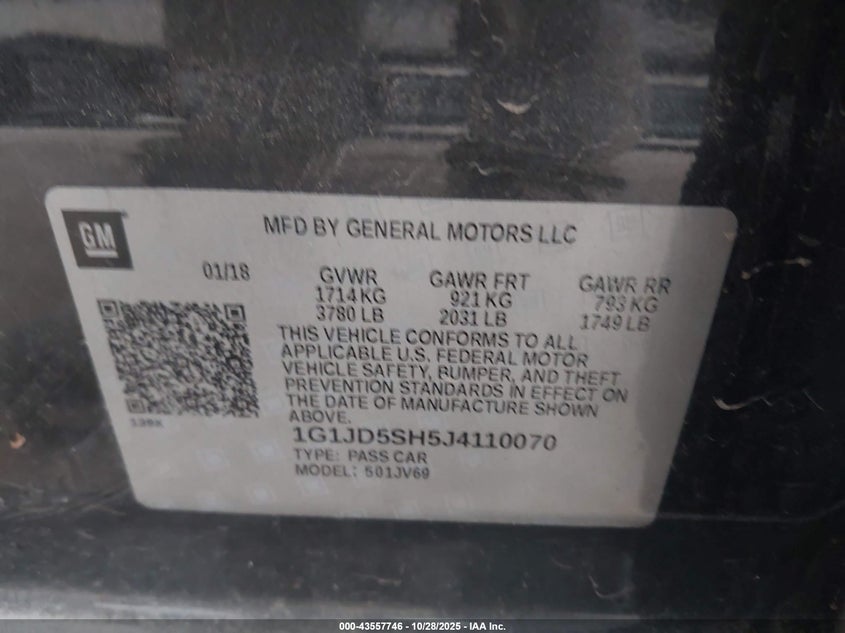 GM
MFD BY GENERAL MOTORS LLC
01/18
GVWR
1714 KG
3780 LB
GAWR FRT
921 KG
2031 LB
GAWR RR
793 KG
1749 LB
THIS VEHICLE CONFORMS TO ALL
APPLICABLE U.S. FEDERAL MOTOR
VEHICLE SAFETY, BUMPER, AND THEFT
PREVENTION STANDARDS IN EFFECT ON
THE DATE OF MANUFACTURE SHOWN
ABOVE.
139X
1G1JD5SH5J4110070
TYPE: PASS CAR
MODEL: 501JV69
000-43557746 - 10/28/2025 - IAA Inc.